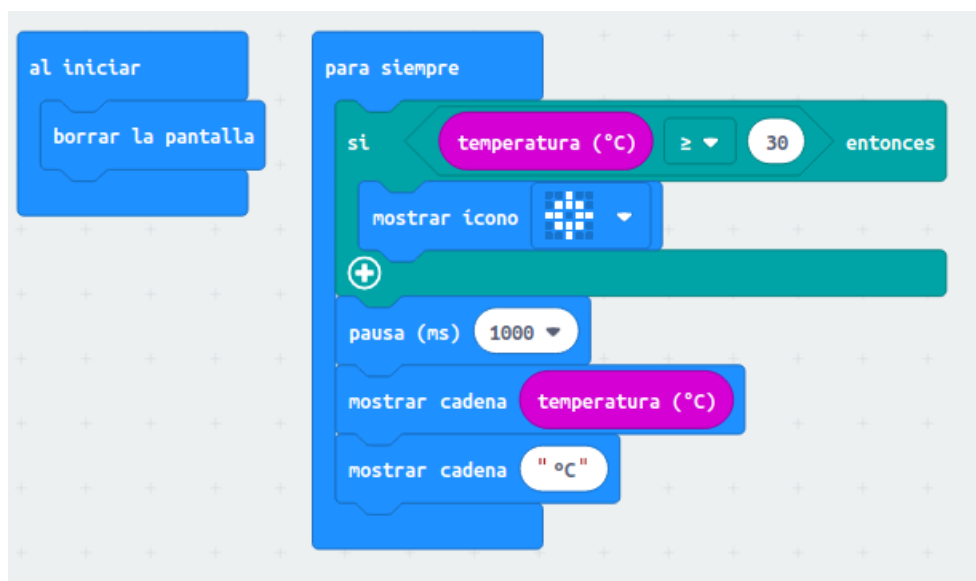 al iniciar
borrar la pantalla
para siempre
si temperatura (°C) ≥ 30 entonces
mostrar ícono
pausa (ms) 1000
mostrar cadena temperatura (°C)
mostrar cadena "ºC"